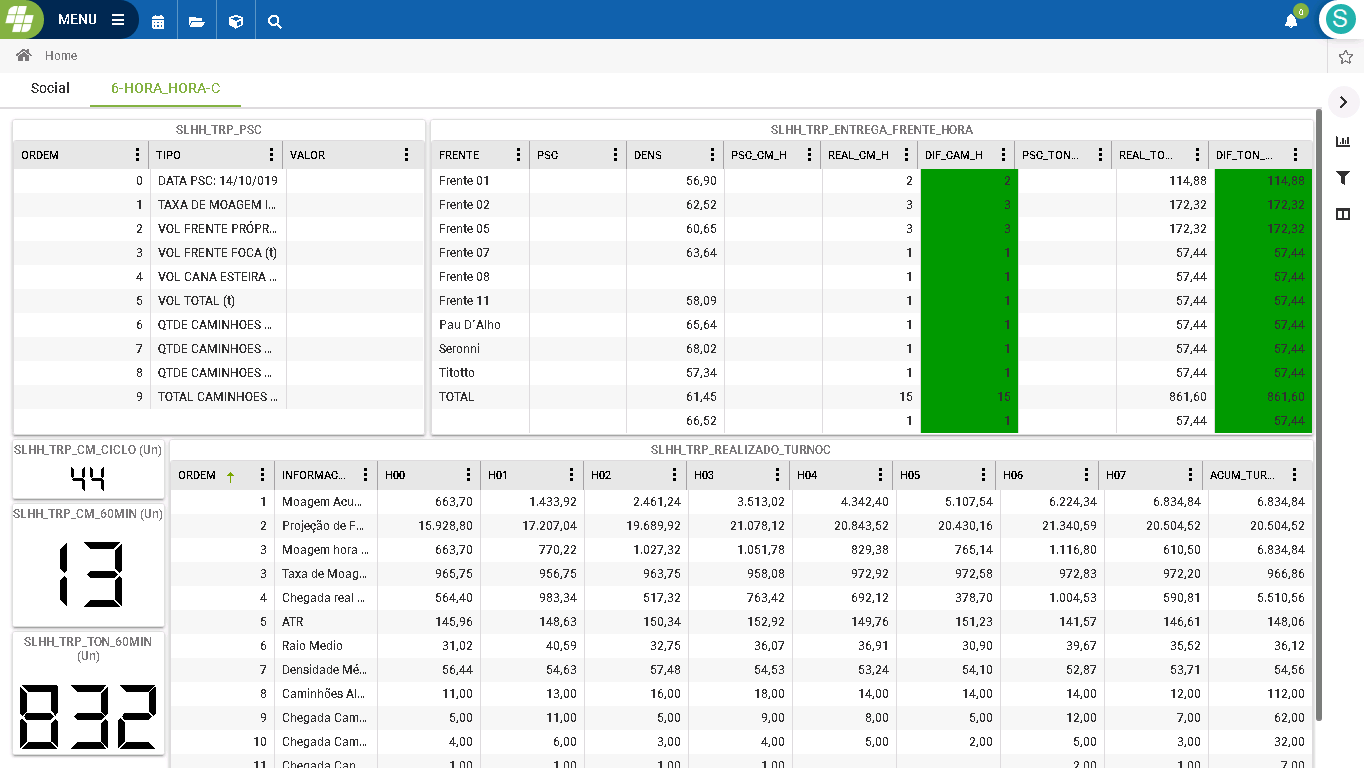 MENU
0
S
Home
Social 6-HORA_HORA-C
SLHH_TRP_PSC
ORDEM TIPO VALOR
0 DATA PSC: 14/10/019
1 TAXA DE MOAGEM I...
2 VOL FRENTE PRÓPR...
3 VOL FRENTE FOCA (t)
4 VOL CANA ESTEIRA ...
5 VOL TOTAL (t)
6 QTDE CAMINHOES ...
7 QTDE CAMINHOES ...
8 QTDE CAMINHOES ...
9 TOTAL CAMINHOES ...
SLHH_TRP_ENTREGA_FRENTE_HORA
FRENTE PSC DENS PSC_CM_H REAL_CM_H DIF_CAM_H PSC_TON... REAL_TO... DIF_TON_...
Frente 01 56,90 2 2 114,88 114,88
Frente 02 62,52 3 3 172,32 172,32
Frente 05 60,65 3 3 172,32 172,32
Frente 07 63,64 1 1 57,44 57,44
Frente 08 1 1 57,44 57,44
Frente 11 58,09 1 1 57,44 57,44
Pau D´Alho 65,64 1 1 57,44 57,44
Seronni 68,02 1 1 57,44 57,44
Titotto 57,34 1 1 57,44 57,44
TOTAL 61,45 15 15 861,60 861,60
66,52 1 1 57,44 57,44
SLHH_TRP_CM_CICLO (Un)
44
SLHH_TRP_CM_60MIN (Un)
13
SLHH_TRP_TON_60MIN
(Un)
832
SLHH_TRP_REALIZADO_TURNOC
ORDEM INFORMAC... H00 H01 H02 H03 H04 H05 H06 H07 ACUM_TUR...
1 Moagem Acu... 663,70 1.433,92 2.461,24 3.513,02 4.342,40 5.107,54 6.224,34 6.834,84 6.834,84
2 Projeção de F... 15.928,80 17.207,04 19.689,92 21.078,12 20.843,52 20.430,16 21.340,59 20.504,52 20.504,52
3 Moagem hora ... 663,70 770,22 1.027,32 1.051,78 829,38 765,14 1.116,80 610,50 6.834,84
3 Taxa de Moag... 965,75 956,75 963,75 958,08 972,92 972,58 972,83 972,20 966,86
4 Chegada real ... 564,40 983,34 517,32 763,42 692,12 378,70 1.004,53 590,81 5.510,56
5 ATR 145,96 148,63 150,34 152,92 149,76 151,23 141,57 146,61 148,06
6 Raio Medio 31,02 40,59 32,75 36,07 36,91 30,90 39,67 35,52 36,12
7 Densidade Mé... 56,44 54,63 57,48 54,53 53,24 54,10 52,87 53,71 54,56
8 Caminhões Al... 11,00 13,00 16,00 18,00 14,00 14,00 14,00 12,00 112,00
9 Chegada Cam... 5,00 11,00 5,00 9,00 8,00 5,00 12,00 7,00 62,00
10 Chegada Cam... 4,00 6,00 3,00 4,00 5,00 2,00 5,00 3,00 32,00
11 Chegada Can... 1,00 1,00 1,00 1,00 2,00 1,00 7,00